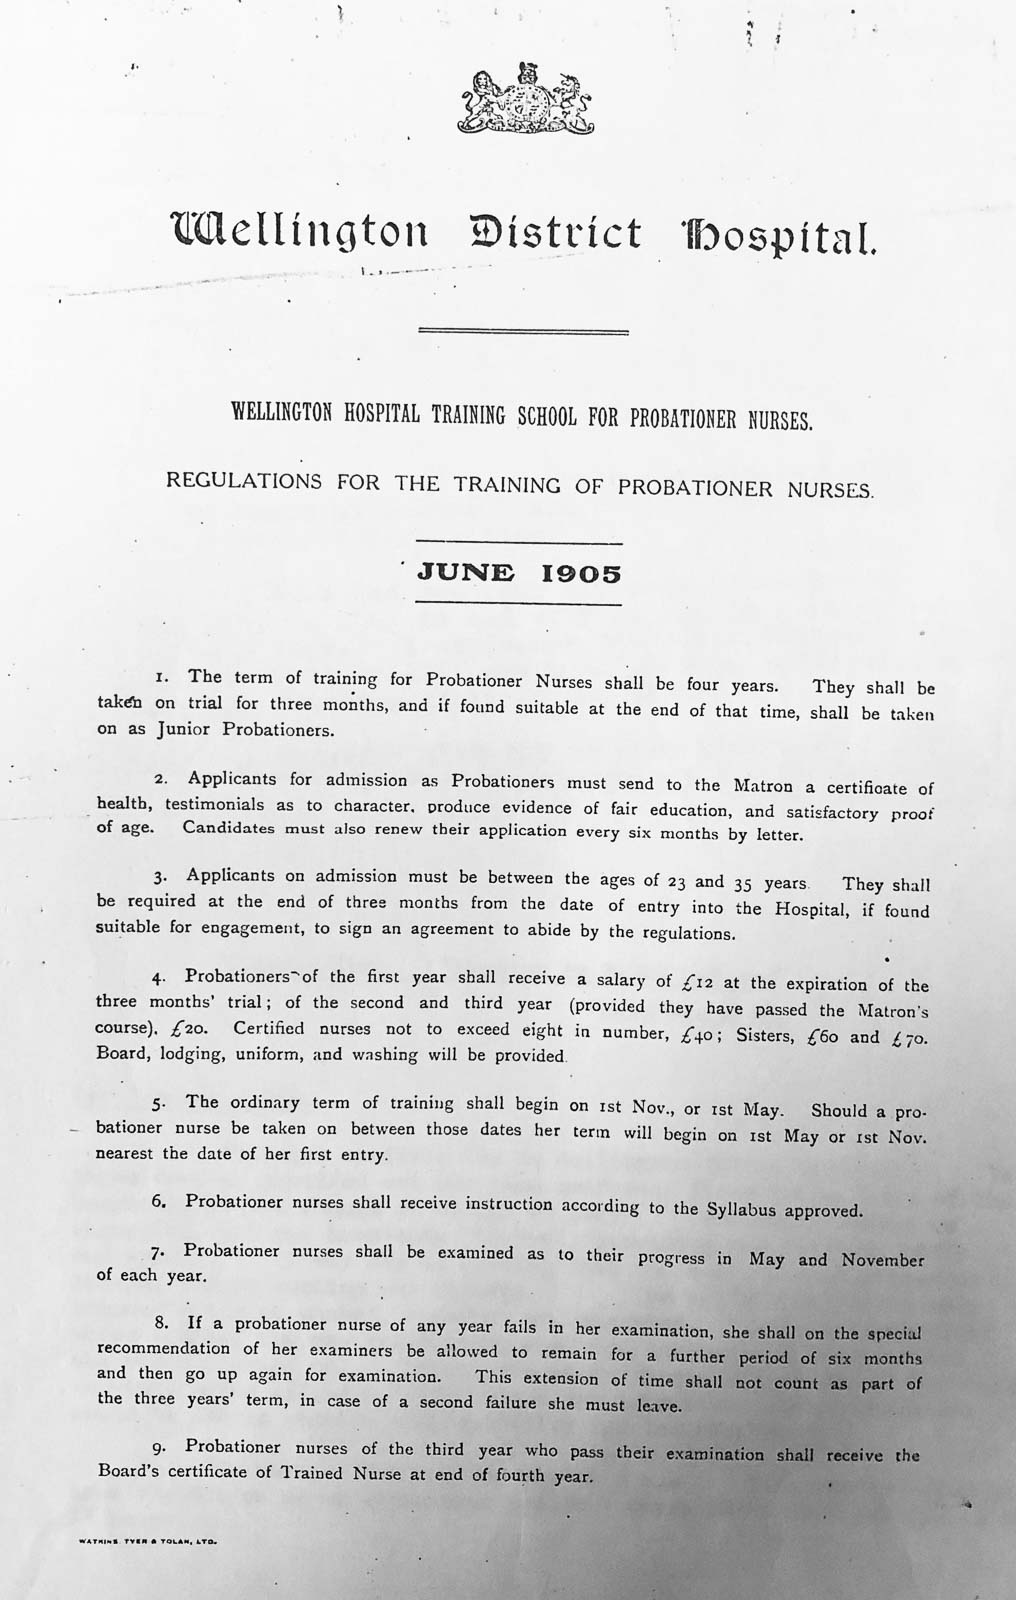 Wellington District Hospital.
WELLINGTON HOSPITAL TRAINING SCHOOL FOR PROBATIONER NURSES.
REGULATIONS FOR THE TRAINING OF PROBATIONER NURSES.
JUNE 1905
1. The term of training for Probationer Nurses shall be four years. They shall be
taken on trial for three months, and if found suitable at the end of that time, shall be taken
on as Junior Probationers.
2. Applicants for admission as Probationers must send to the Matron a certificate of
health, testimonials as to character, produce evidence of fair education, and satisfactory proof
of age. Candidates must also renew their application every six months by letter.
3. Applicants on admission must be between the ages of 23 and 35 years. They shall
be required at the end of three months from the date of entry into the Hospital, if found
suitable for engagement, to sign an agreement to abide by the regulations.
4. Probationers of the first year shall receive a salary of £12 at the expiration of the
three months' trial; of the second and third year (provided they have passed the Matron's
course), £20. Certified nurses not to exceed eight in number, £40; Sisters, £60 and £70.
Board, lodging, uniform, and washing will be provided.
5. The ordinary term of training shall begin on 1st Nov., or 1st May. Should a pro-
bationer nurse be taken on between those dates her term will begin on 1st May or 1st Nov.
nearest the date of her first entry.
6. Probationer nurses shall receive instruction according to the Syllabus approved.
7. Probationer nurses shall be examined as to their progress in May and November
of each year.
8. If a probationer nurse of any year fails in her examination, she shall on the special
recommendation of her examiners be allowed to remain for a further period of six months
and then go up again for examination. This extension of time shall not count as part of
the three years' term, in case of a second failure she must leave.
9. Probationer nurses of the third year who pass their examination shall receive the
Board's certificate of Trained Nurse at end of fourth year.
WATKINS, TYER & TOLAN, LTD.